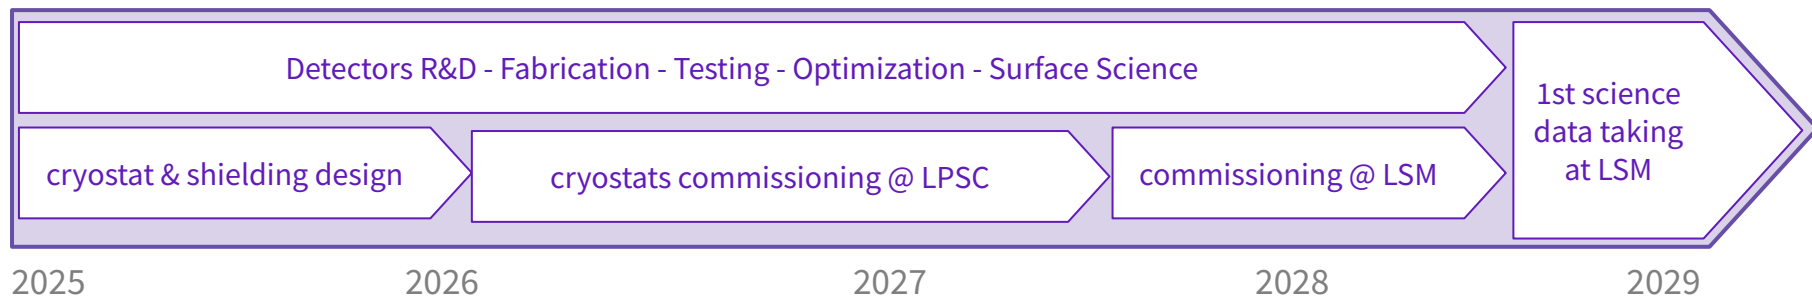 Detectors R&D - Fabrication - Testing - Optimization - Surface Science
cryostat & shielding design
cryostats commissioning @ LPSC
commissioning @ LSM
1st science
data taking
at LSM
2025
2026
2027
2028
2029